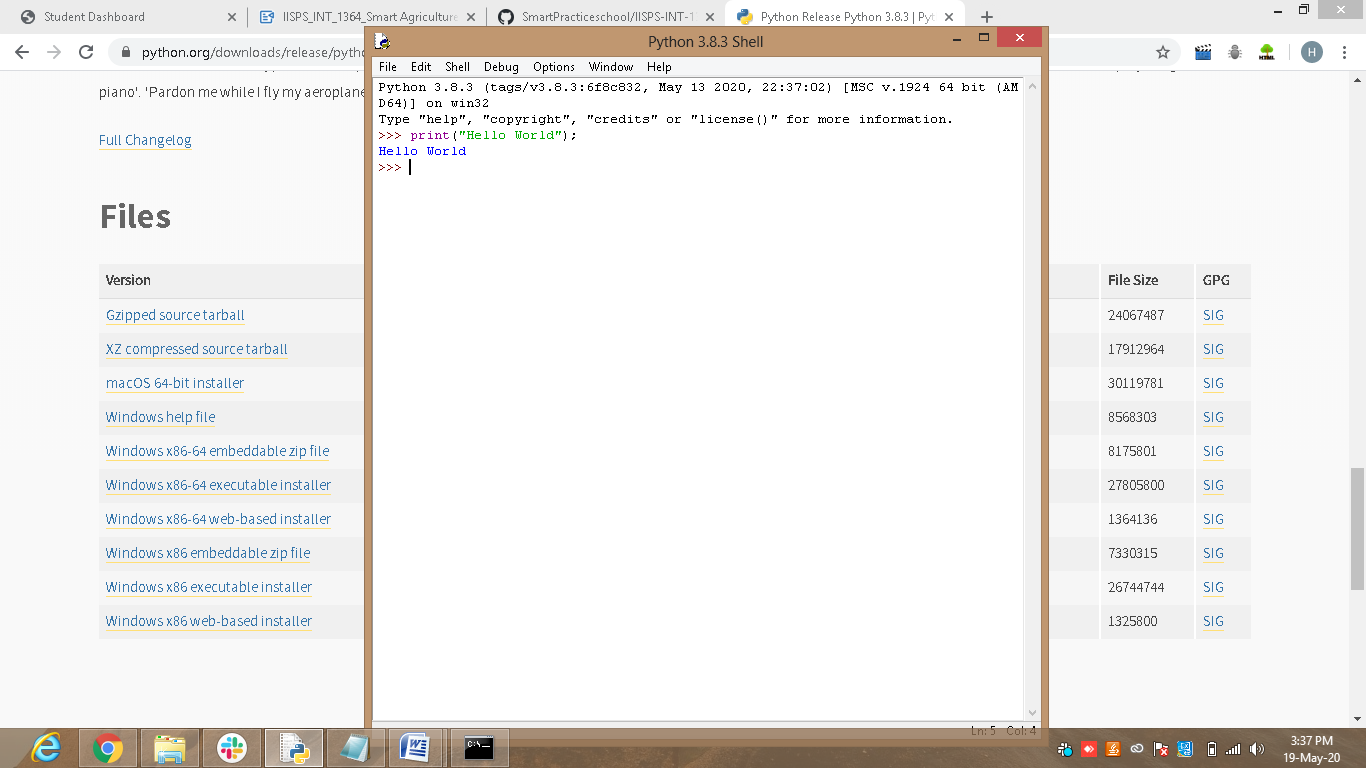 Student Dashboard
IISPS_INT_1364_Smart Agriculture
SmartPracticeschool/IISPS-INT-1
Python Release Python 3.8.3 | Pyt
python.org/downloads/release/pytho
H
Python 3.8.3 Shell
File Edit Shell Debug Options Window Help
Python 3.8.3 (tags/v3.8.3:6f8c832, May 13 2020, 22:37:02) [MSC v.1924 64 bit (AM
D64)] on win32
Type "help", "copyright", "credits" or "license()" for more information.
>>> print("Hello World");
Hello World
>>>
Ln: 5 Col: 4
piano'. 'Pardon me while I fly my aeroplane
Full Changelog
Files
Version File Size GPG
Gzipped source tarball 24067487 SIG
XZ compressed source tarball 17912964 SIG
macOS 64-bit installer 30119781 SIG
Windows help file 8568303 SIG
Windows x86-64 embeddable zip file 8175801 SIG
Windows x86-64 executable installer 27805800 SIG
Windows x86-64 web-based installer 1364136 SIG
Windows x86 embeddable zip file 7330315 SIG
Windows x86 executable installer 26744744 SIG
Windows x86 web-based installer 1325800 SIG
3:37 PM
19-May-20